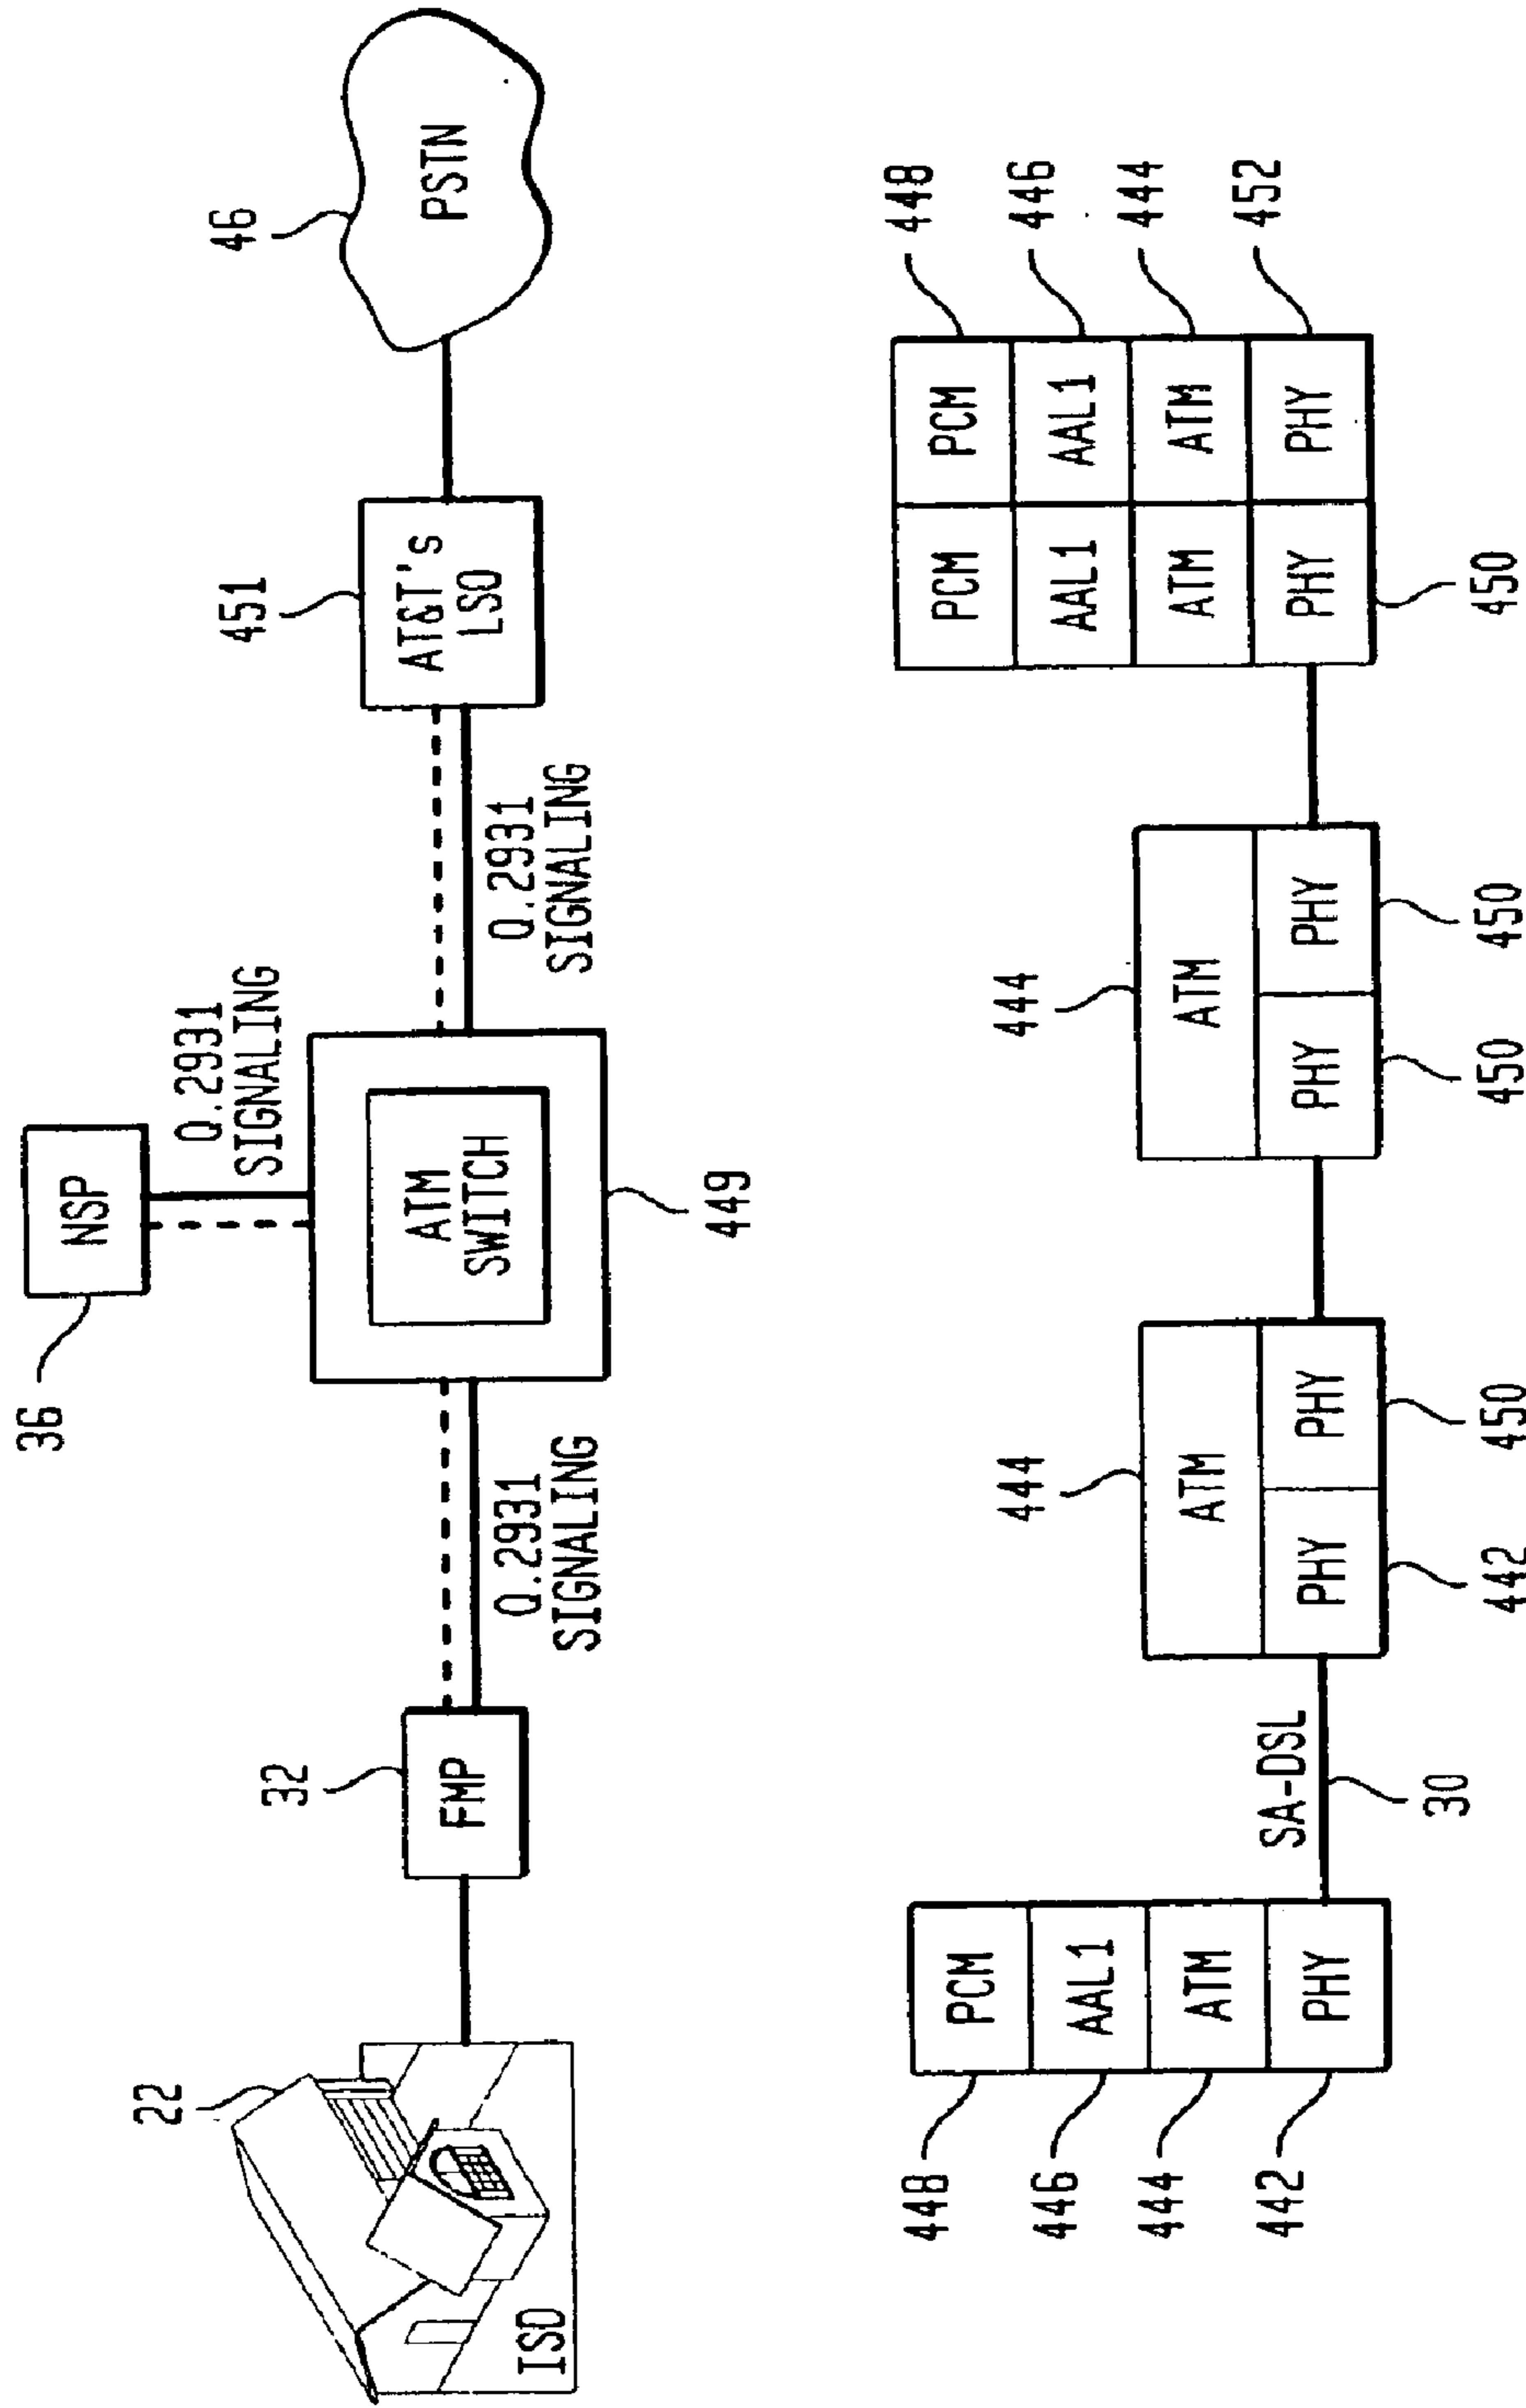 22
ISD
32
FMP
Q.2931
SIGNALING
36
NSP
Q.2931
SIGNALING
ATM
SWITCH
449
Q.2931
SIGNALING
451
AT&T's
LSO
46
PSTN
448
446
444
442
PCM
AAL1
ATM
PHY
SA-DSL
30
444
ATM
PHY
PHY
442
450
444
ATM
PHY
PHY
450
450
PCM
PCM
448
AAL1
AAL1
446
ATM
ATM
444
PHY
PHY
452
450